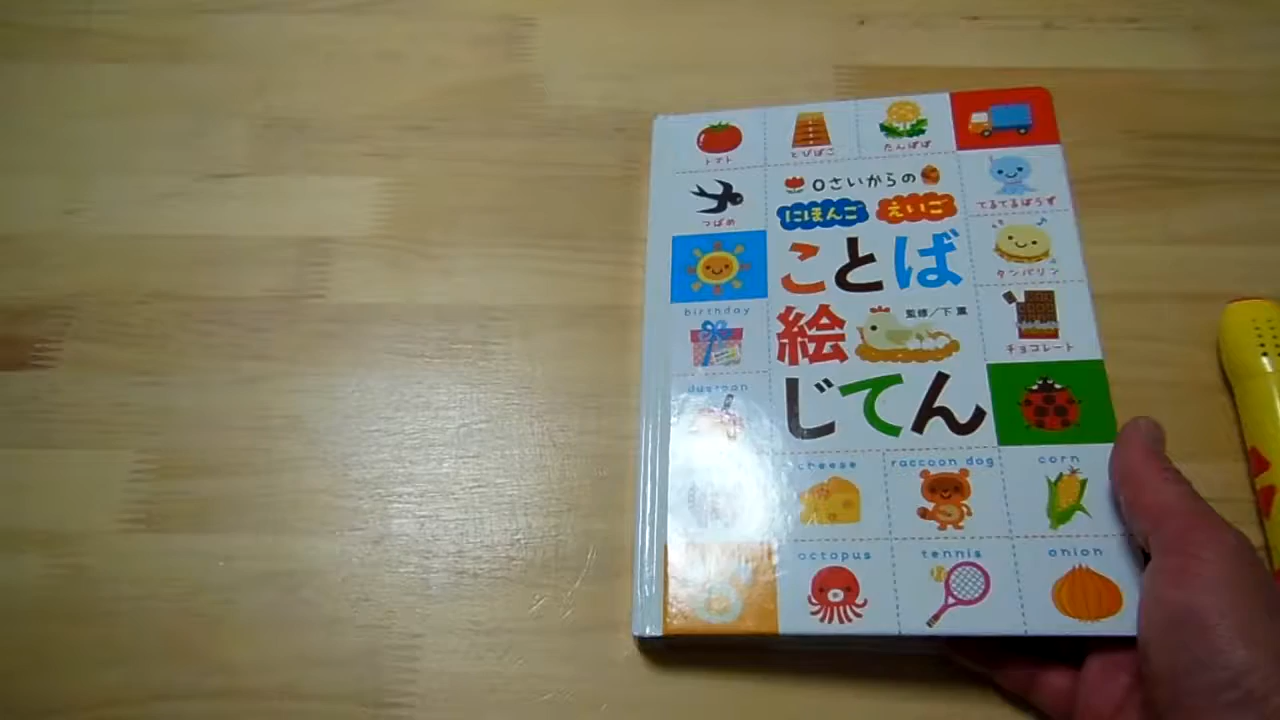 トマト
とびばこ
たんぽぽ
つばめ
0さいからの
にほんご えいご
ことば
絵
じてん
監修／下 薫
てるてるぼうず
タンバリン
チョコレート
birthday
dustpan
cheese
raccoon dog
corn
octopus
tennis
onion